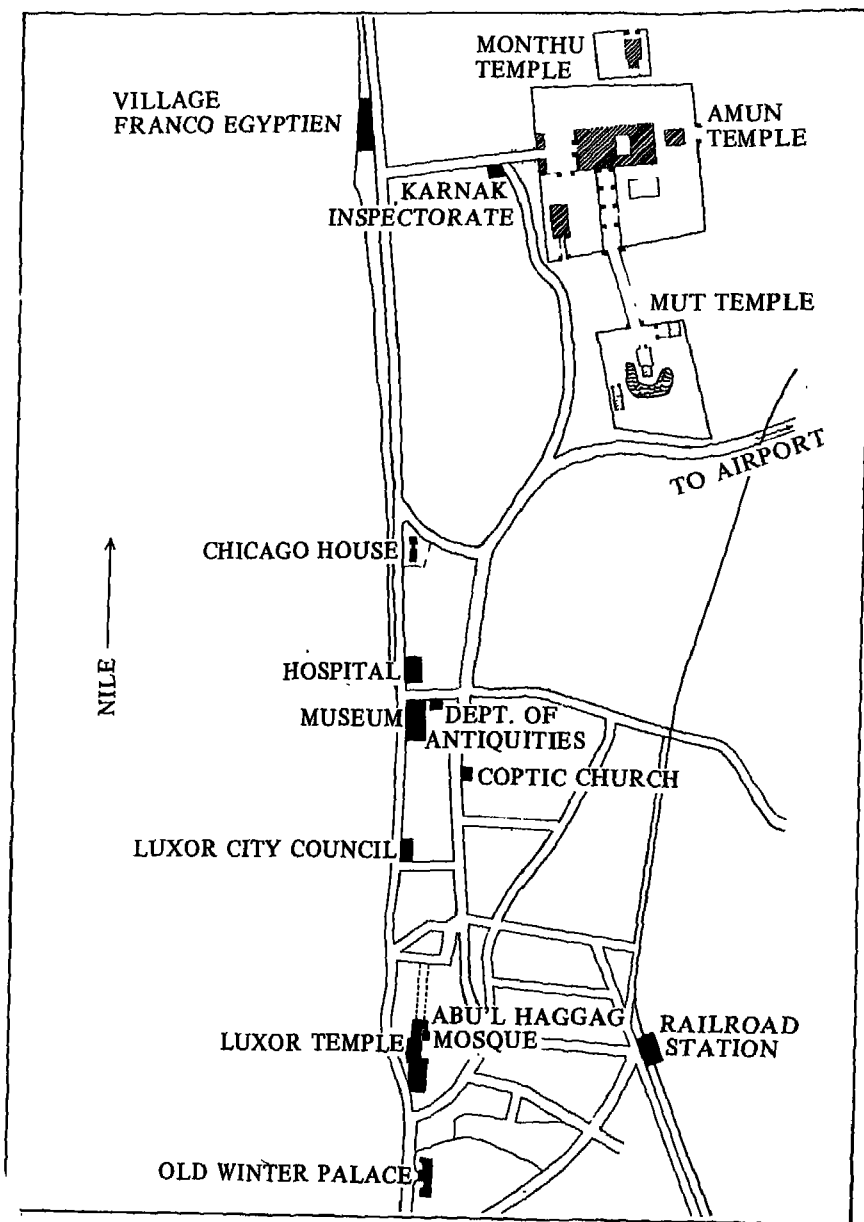 MONTHU
TEMPLE
VILLAGE
FRANCO EGYPTIEN
AMUN
TEMPLE
KARNAK
INSPECTORATE
MUT TEMPLE
TO AIRPORT
CHICAGO HOUSE
NILE
HOSPITAL
MUSEUM
DEPT. OF
ANTIQUITIES
COPTIC CHURCH
LUXOR CITY COUNCIL
ABU'L HAGGAG
MOSQUE
LUXOR TEMPLE
RAILROAD
STATION
OLD WINTER PALACE